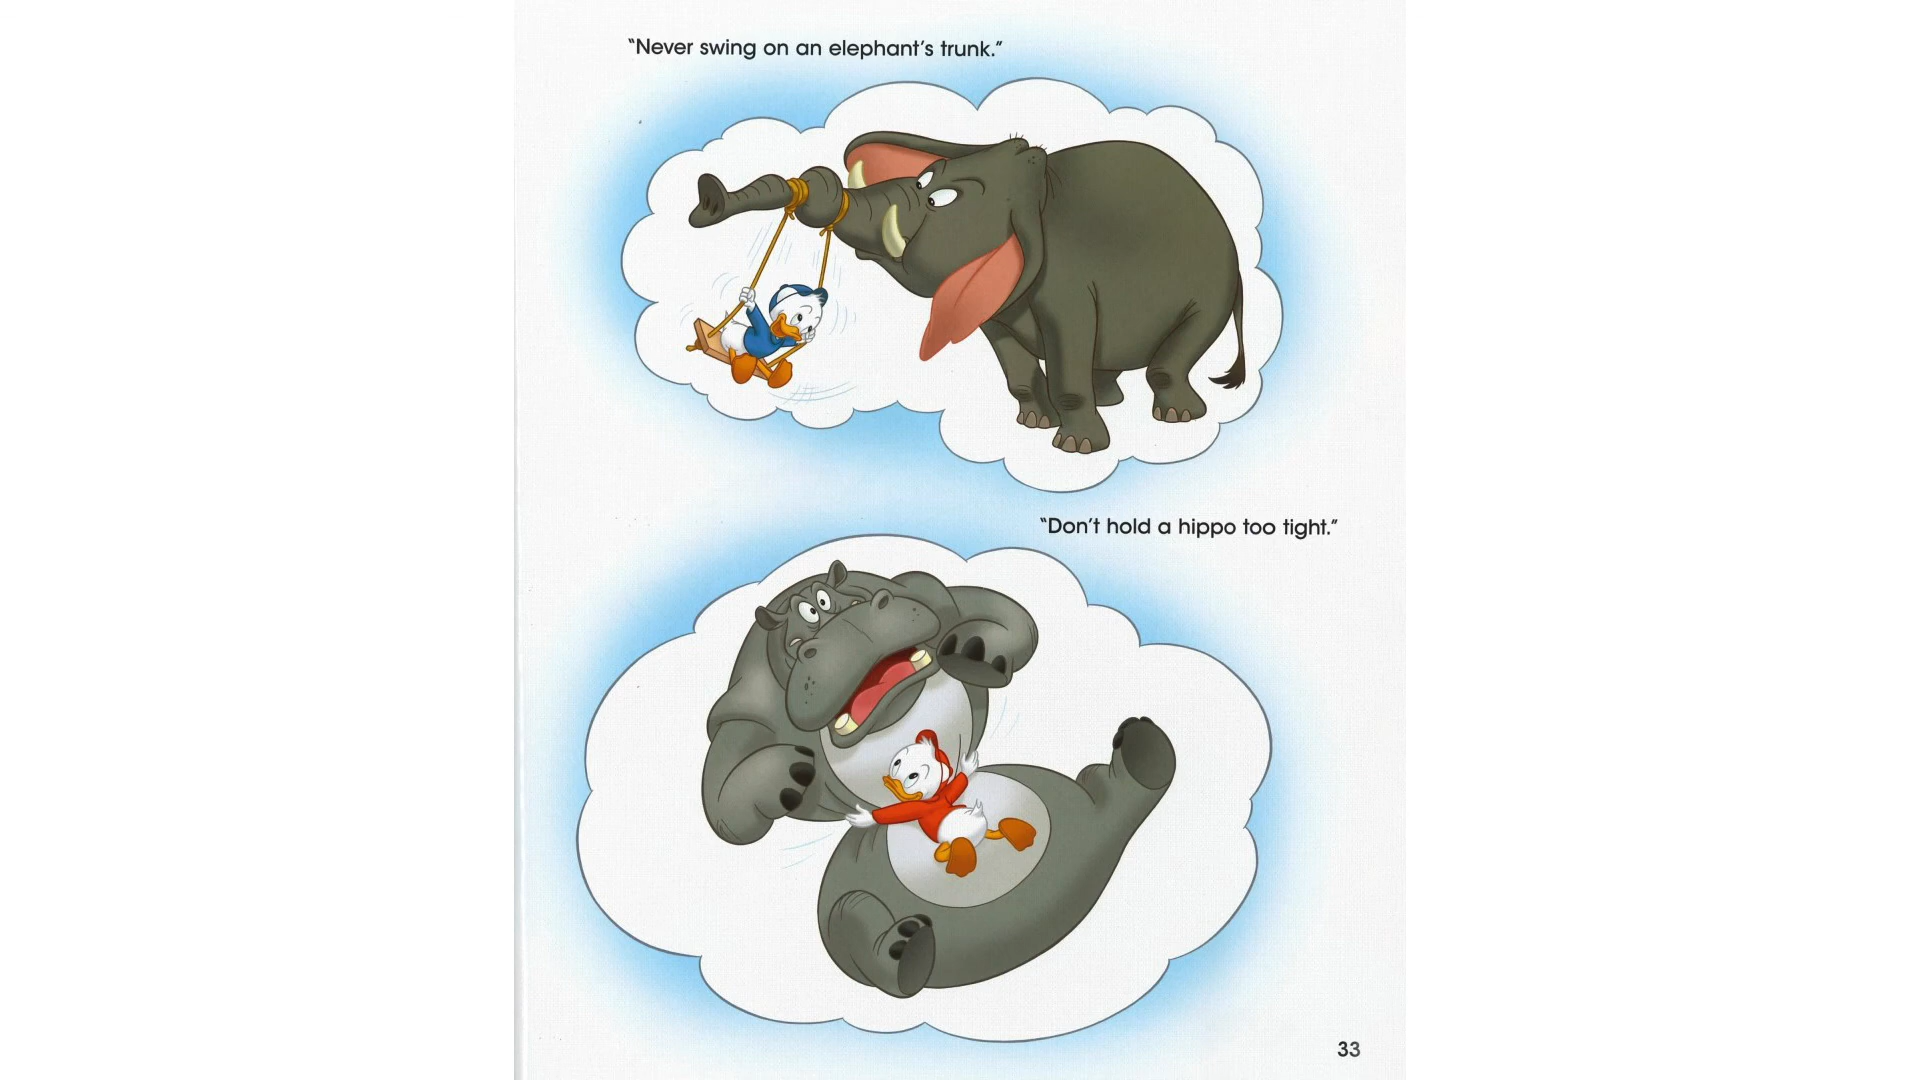 “Never swing on an elephant’s trunk.”
“Don’t hold a hippo too tight.”
33